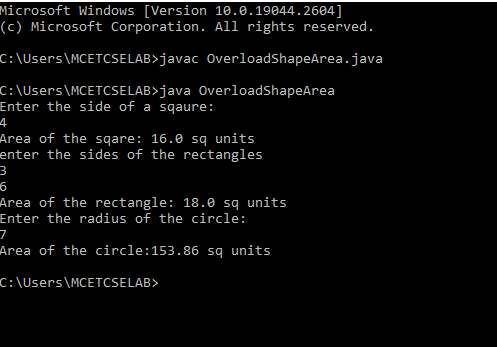 Microsoft Windows [Version 10.0.19044.2604]
(c) Microsoft Corporation. All rights reserved.
C:\Users\MCETCSELAB>javac OverloadShapeArea.java
C:\Users\MCETCSELAB>java OverloadShapeArea
Enter the side of a sqaure:
4
Area of the sqare: 16.0 sq units
enter the sides of the rectangles
3
6
Area of the rectangle: 18.0 sq units
Enter the radius of the circle:
7
Area of the circle:153.86 sq units
C:\Users\MCETCSELAB>